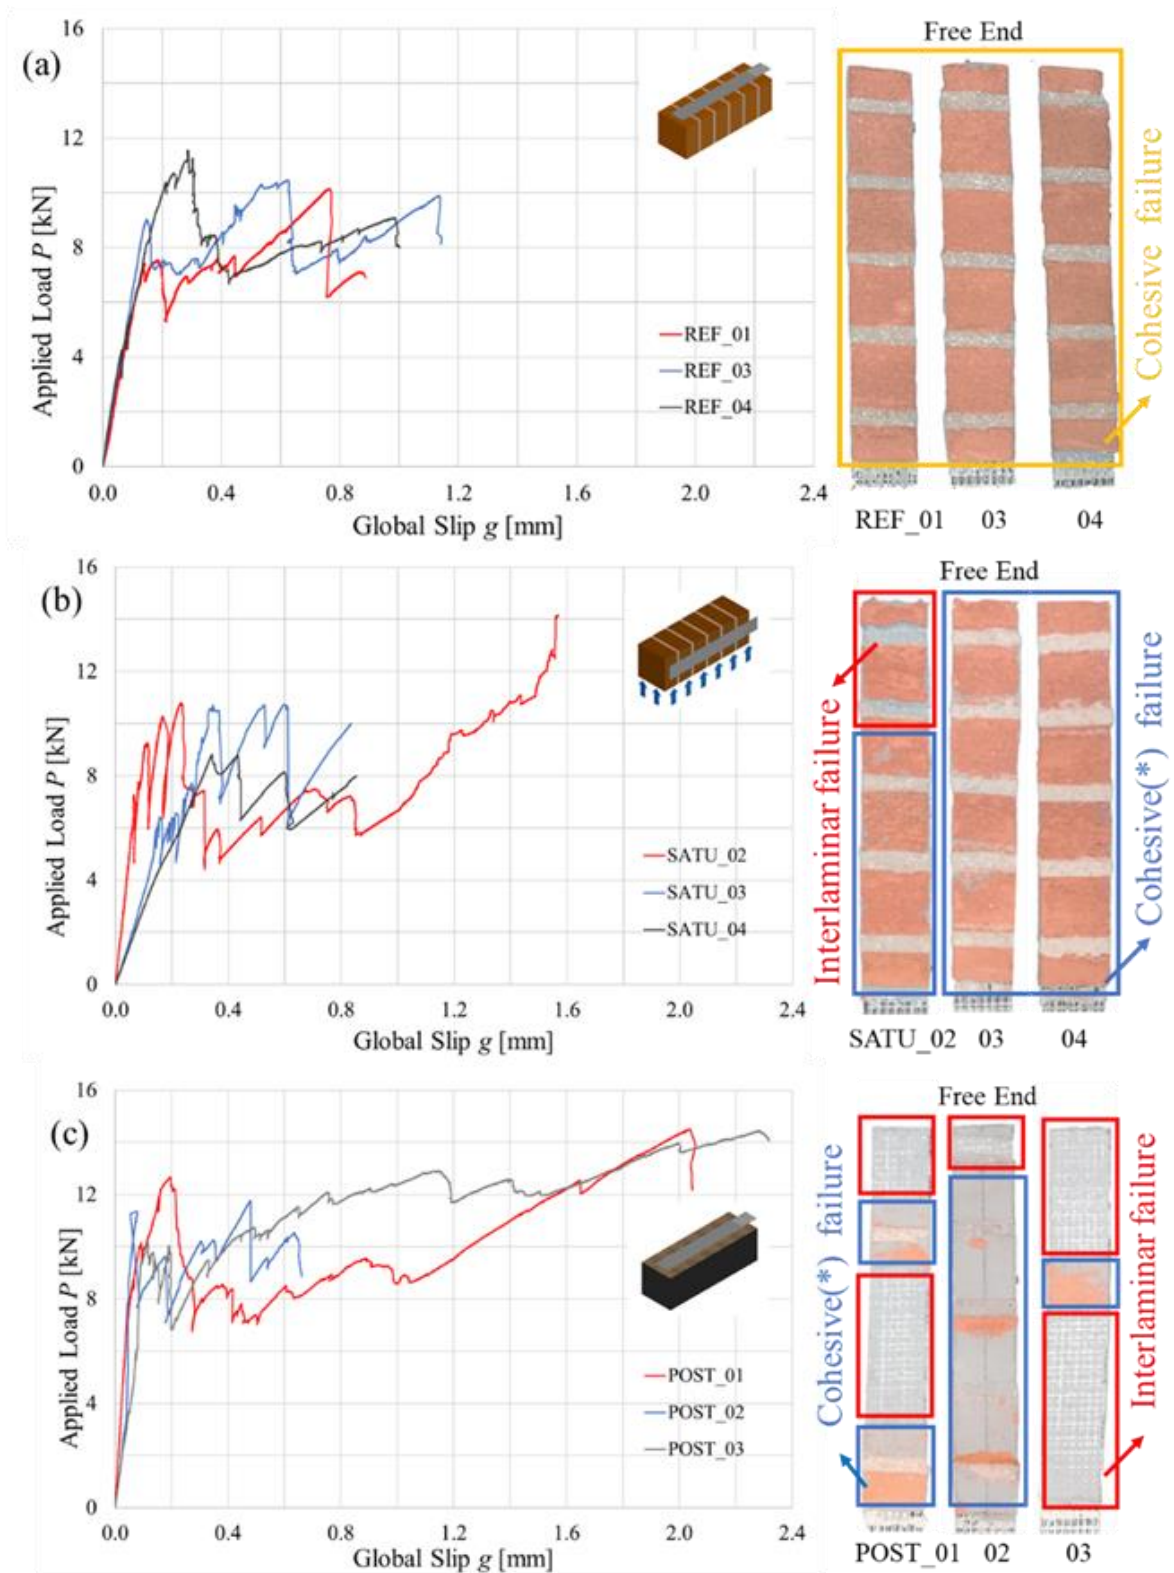 (a)
Applied Load P [kN]
16
12
8
4
0
0.0 0.4 0.8 1.2 1.6 2.0 2.4
Global Slip g [mm]
REF_01
REF_03
REF_04
Free End
Cohesive failure
REF_01 03 04
(b)
Applied Load P [kN]
16
12
8
4
0
0.0 0.4 0.8 1.2 1.6 2.0 2.4
Global Slip g [mm]
SATU_02
SATU_03
SATU_04
Free End
Interlaminar failure
Cohesive(*) failure
SATU_02 03 04
(c)
Applied Load P [kN]
16
12
8
4
0
0.0 0.4 0.8 1.2 1.6 2.0 2.4
Global Slip g [mm]
POST_01
POST_02
POST_03
Free End
Cohesive(*) failure
Interlaminar failure
POST_01 02 03